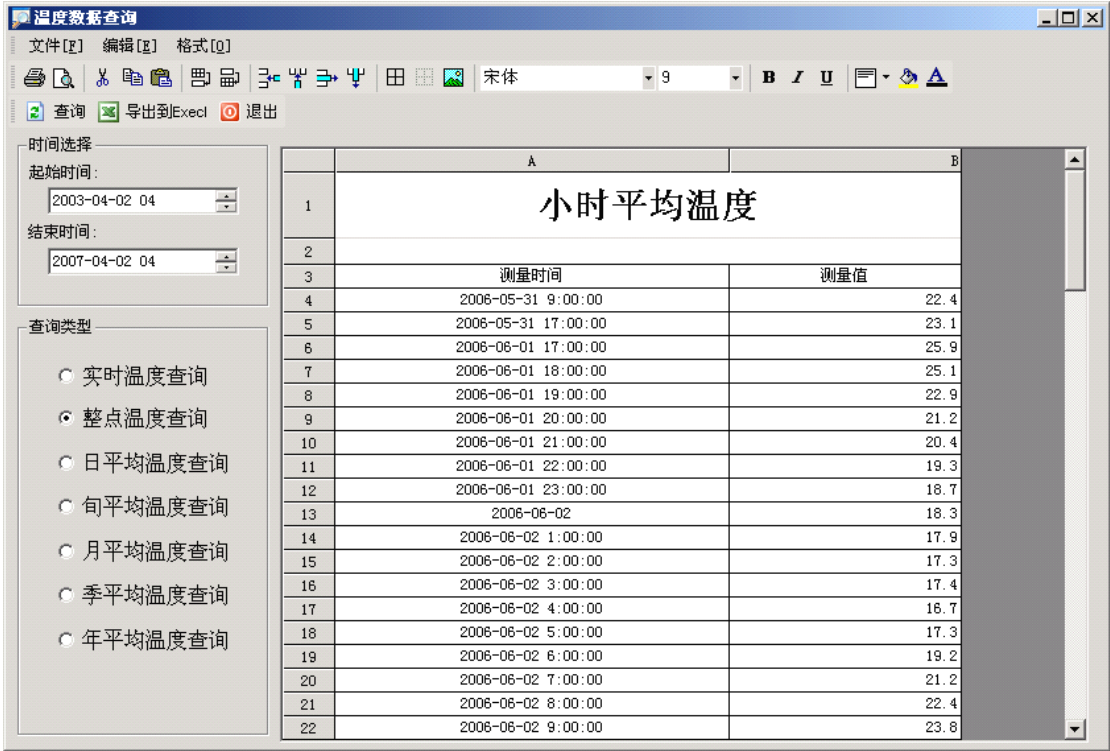 温度数据查询
文件[F] 编辑[E] 格式[O]
宋体 9 B I U A
查询 导出到Execl 退出
时间选择
起始时间:
2003-04-02 04
结束时间:
2007-04-02 04
查询类型
实时温度查询
整点温度查询
日平均温度查询
旬平均温度查询
月平均温度查询
季平均温度查询
年平均温度查询
A B
1 小时平均温度
2
3 测量时间 测量值
4 2006-05-31 9:00:00 22.4
5 2006-05-31 17:00:00 23.1
6 2006-06-01 17:00:00 25.9
7 2006-06-01 18:00:00 25.1
8 2006-06-01 19:00:00 22.9
9 2006-06-01 20:00:00 21.2
10 2006-06-01 21:00:00 20.4
11 2006-06-01 22:00:00 19.3
12 2006-06-01 23:00:00 18.7
13 2006-06-02 18.3
14 2006-06-02 1:00:00 17.9
15 2006-06-02 2:00:00 17.3
16 2006-06-02 3:00:00 17.4
17 2006-06-02 4:00:00 16.7
18 2006-06-02 5:00:00 17.3
19 2006-06-02 6:00:00 19.2
20 2006-06-02 7:00:00 21.2
21 2006-06-02 8:00:00 22.4
22 2006-06-02 9:00:00 23.8